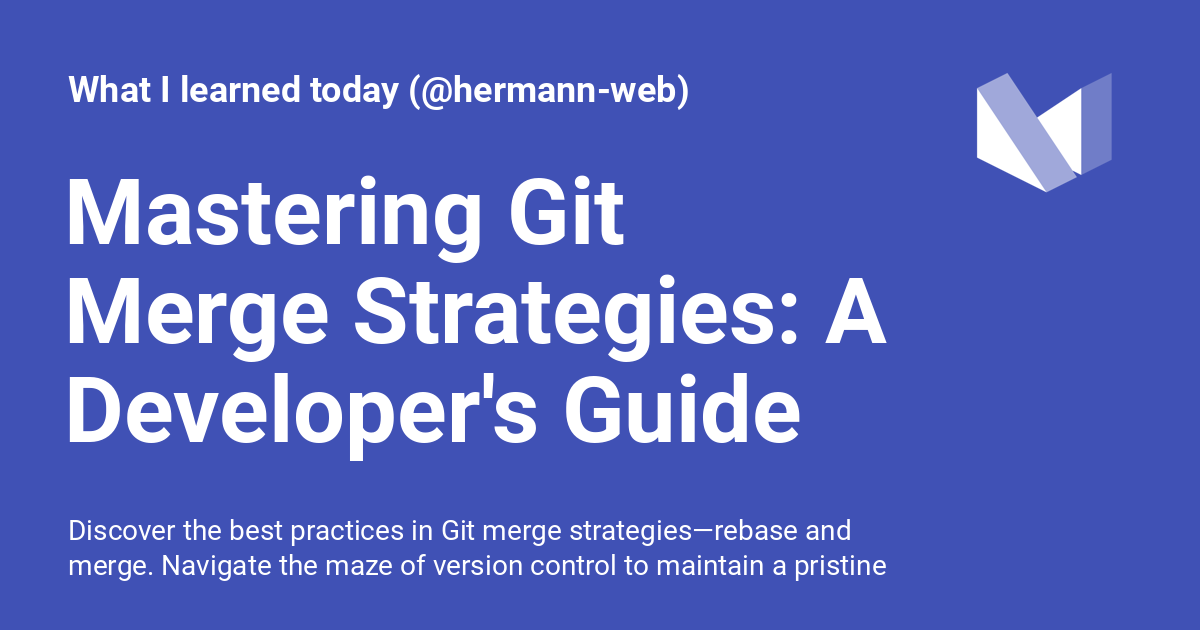 What I learned today (@hermann-web)
Mastering Git
Merge Strategies: A
Developer's Guide
Discover the best practices in Git merge strategies—rebase and
merge. Navigate the maze of version control to maintain a pristine